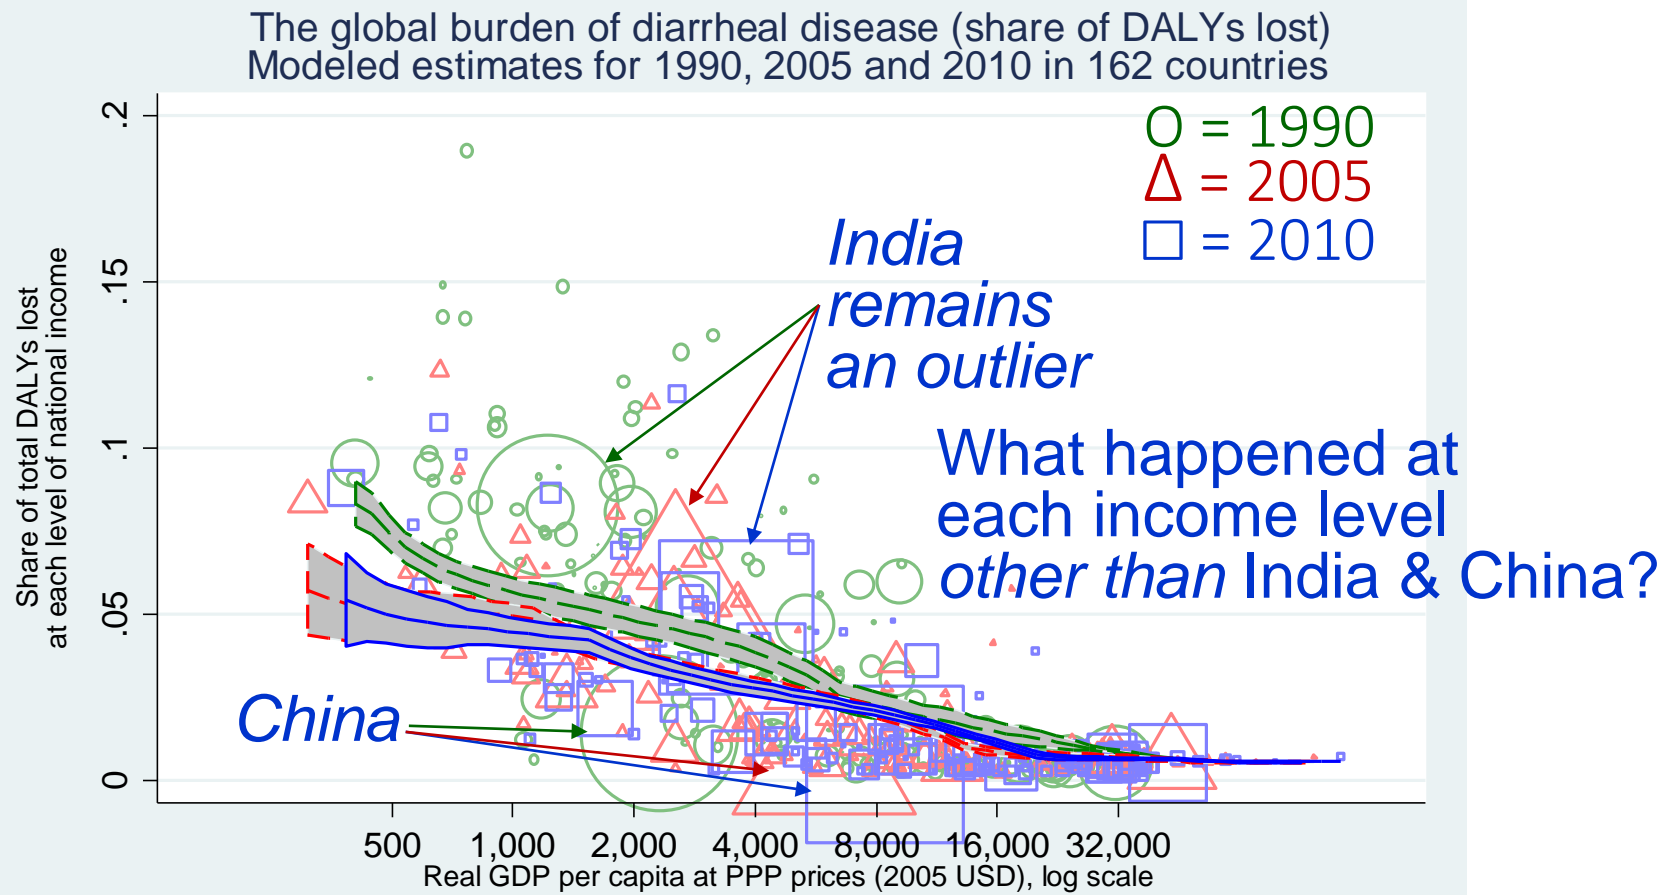 The global burden of diarrheal disease (share of DALYs lost)
Modeled estimates for 1990, 2005 and 2010 in 162 countries
Share of total DALYs lost
at each level of national income
.2
.15
.1
.05
0
O = 1990
Δ = 2005
□ = 2010
India
remains
an outlier
What happened at
each income level
other than India & China?
China
500 1,000 2,000 4,000 8,000 16,000 32,000
Real GDP per capita at PPP prices (2005 USD), log scale